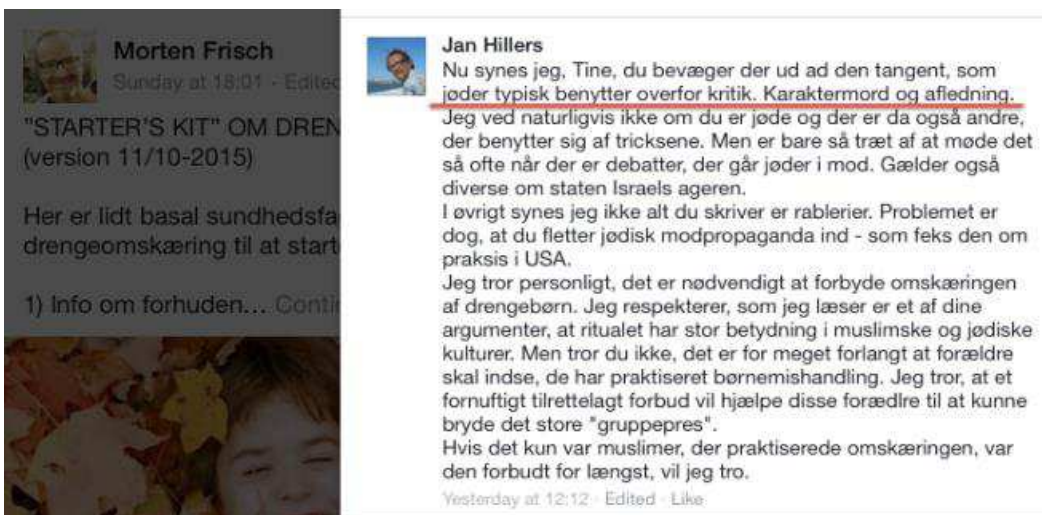 Morten Frisch
Sunday at 18:01 · Edited
"STARTER'S KIT" OM DREN
(version 11/10-2015)
Her er lidt basal sundhedsfa
drengeomskæring til at start
1) Info om forhuden... Conti
Jan Hillers
Nu synes jeg, Tine, du bevæger der ud ad den tangent, som
jøder typisk benytter overfor kritik. Karaktermord og afledning.
Jeg ved naturligvis ikke om du er jøde og der er da også andre,
der benytter sig af tricksene. Men er bare så træt af at møde det
så ofte når der er debatter, der går jøder i mod. Gælder også
diverse om staten Israels ageren.
I øvrigt synes jeg ikke alt du skriver er rablerier. Problemet er
dog, at du fletter jødisk modpropaganda ind - som feks den om
praksis i USA.
Jeg tror personligt, det er nødvendigt at forbyde omskæringen
af drengebørn. Jeg respekterer, som jeg læser er et af dine
argumenter, at ritualet har stor betydning i muslimske og jødiske
kulturer. Men tror du ikke, det er for meget forlangt at forældre
skal indse, de har praktiseret børnemishandling. Jeg tror, at et
fornuftigt tilrettelagt forbud vil hjælpe disse forædlre til at kunne
bryde det store "gruppepres".
Hvis det kun var muslimer, der praktiserede omskæringen, var
den forbudt for længst, vil jeg tro.
Yesterday at 12:12 · Edited · Like